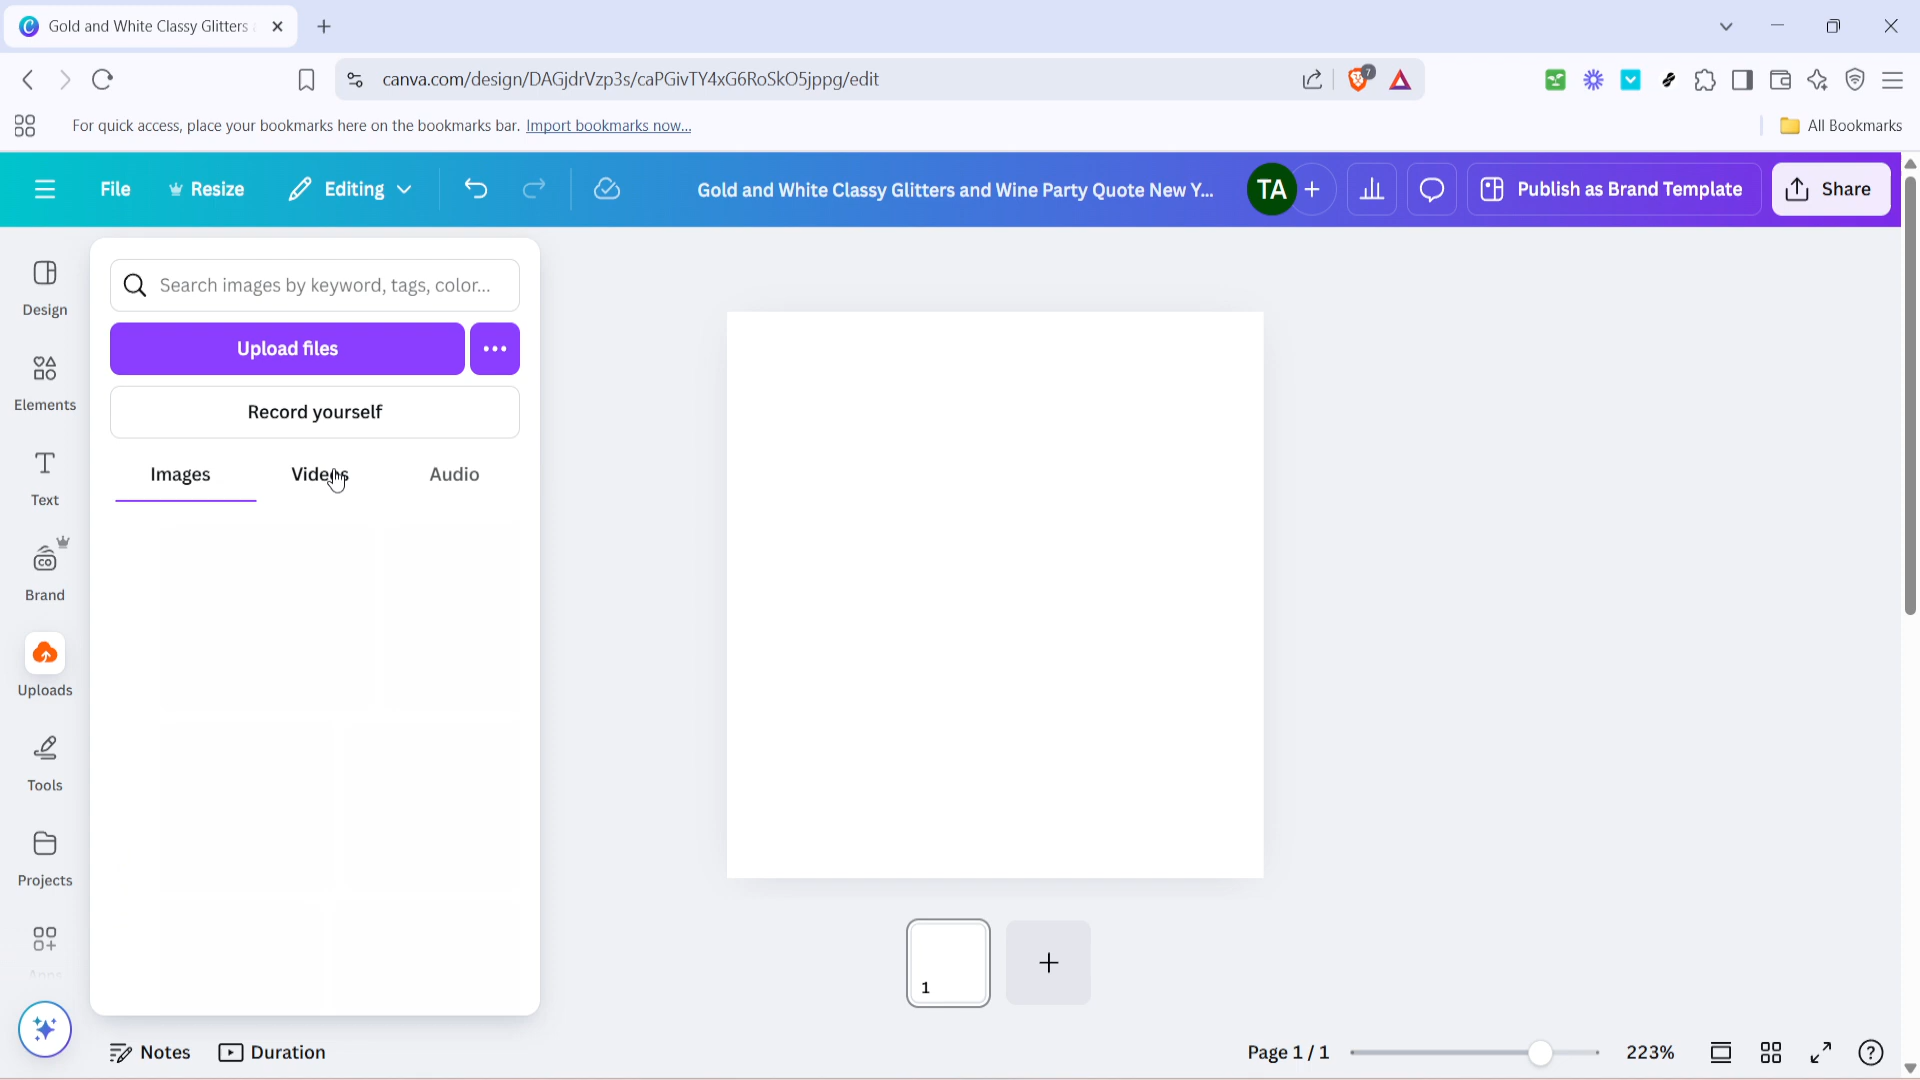 Gold and White Classy Glitters a
canva.com/design/DAGjdrVzp3s/caPGivTY4xG6RoSkO5jppg/edit
7
For quick access, place your bookmarks here on the bookmarks bar. Import bookmarks now...
All Bookmarks
File
Resize
Editing
Gold and White Classy Glitters and Wine Party Quote New Y...
TA
Publish as Brand Template
Share
Design
Elements
Text
Brand
Uploads
Tools
Projects
Apps
Search images by keyword, tags, color...
Upload files
Record yourself
Images
Videos
Audio
1
Notes
Duration
Page 1 / 1
223%